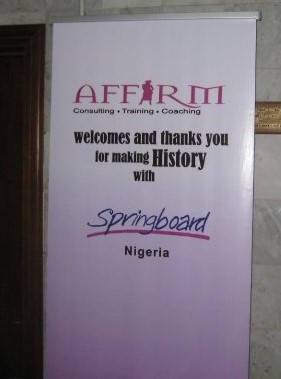 AFFIRM
Consulting • Training • Coaching
welcomes and thanks you
for making History
with
Springboard
Nigeria